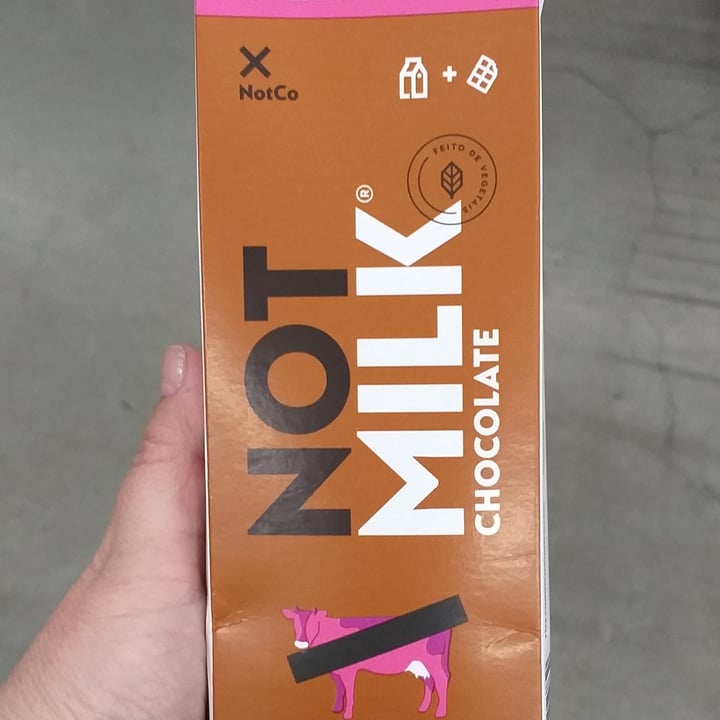 NotCo
FEITO DE VEGETAIS
NOT
MILK®
CHOCOLATE